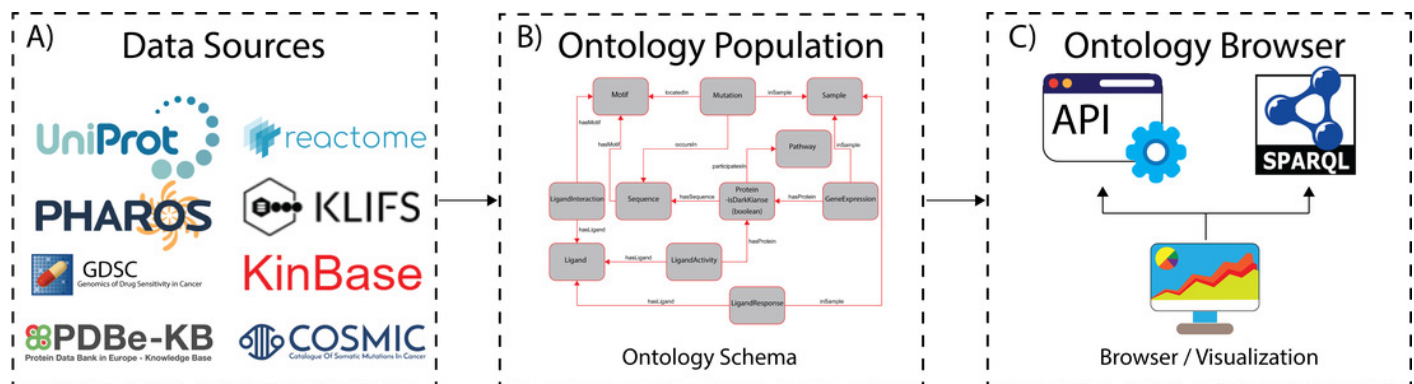 A)
Data Sources
UniProt
reactome
PHAROS
KLIFS
GDSC
Genomics of Drug Sensitivity in Cancer
KinBase
PDBe-KB
Protein Data Bank in Europe - Knowledge Base
COSMIC
Catalogue Of Somatic Mutations In Cancer
B)
Ontology Population
Motif
locatedIn
Mutation
inSample
Sample
hasMotif
hasMotif
occursIn
Pathway
inSample
participatesIn
LigandInteraction
Sequence
hasSequence
Protein
-isDarkKianse
(boolean)
hasProtein
GeneExpression
hasLigand
hasProtein
Ligand
hasLigand
LigandActivity
hasLigand
LigandResponse
inSample
Ontology Schema
C)
Ontology Browser
API
SPARQL
Browser / Visualization